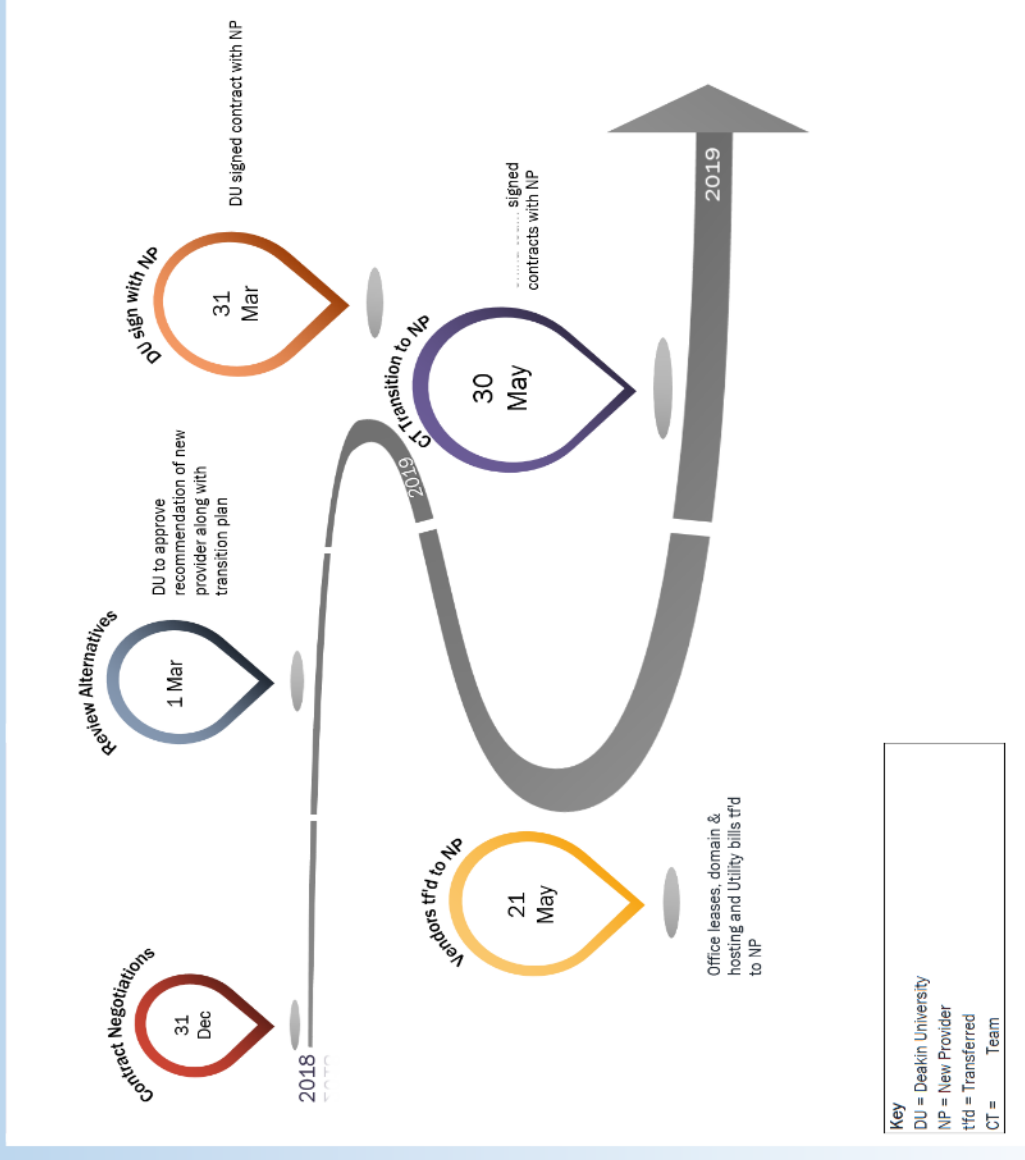 Contract Negotiations
31
Dec
2018
Review Alternatives
1 Mar
DU to approve
recommendation of new
provider along with
transition plan
DU sign with NP
31
Mar
DU signed contract with NP
2019
Vendors tf'd to NP
21
May
Office leases, domain &
hosting and Utility bills tf'd
to NP
CT Transition to NP
30
May
signed
contracts with NP
2019
Key
DU = Deakin University
NP = New Provider
t'fd = Transferred
CT = Team